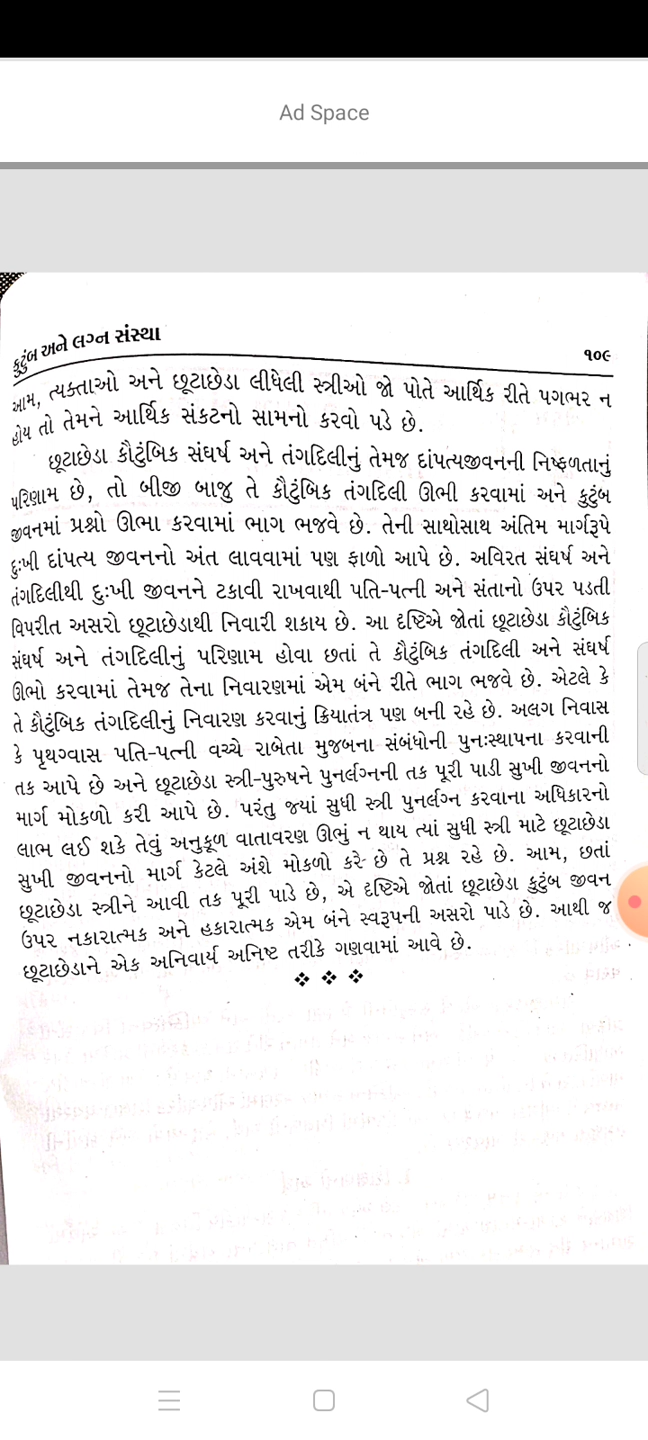 Ad Space
કુટુંબ અને લગ્ન સંસ્થા
૧૦૯
આમ, ત્યક્તાઓ અને છૂટાછેડા લીધેલી સ્ત્રીઓ જો પોતે આર્થિક રીતે પગભર ન
હોય તો તેમને આર્થિક સંકટનો સામનો કરવો પડે છે.
છૂટાછેડા કૌટુંબિક સંઘર્ષ અને તંગદિલીનું તેમજ દાંપત્યજીવનની નિષ્ફળતાનું
પરિણામ છે, તો બીજી બાજુ તે કૌટુંબિક તંગદિલી ઊભી કરવામાં અને કુટુંબ
જીવનમાં પ્રશ્નો ઊભા કરવામાં ભાગ ભજવે છે. તેની સાથોસાથ અંતિમ માર્ગરૂપે
દુઃખી દાંપત્ય જીવનનો અંત લાવવામાં પણ ફાળો આપે છે. અવિરત સંઘર્ષ અને
તંગદિલીથી દુઃખી જીવનને ટકાવી રાખવાથી પતિ-પત્ની અને સંતાનો ઉપર પડતી
વિપરીત અસરો છૂટાછેડાથી નિવારી શકાય છે. આ દૃષ્ટિએ જોતાં છૂટાછેડા કૌટુંબિક
સંઘર્ષ અને તંગદિલીનું પરિણામ હોવા છતાં તે કૌટુંબિક તંગદિલી અને સંઘર્ષ
ઊભો કરવામાં તેમજ તેના નિવારણમાં એમ બંને રીતે ભાગ ભજવે છે. એટલે કે
તે કૌટુંબિક તંગદિલીનું નિવારણ કરવાનું ક્રિયાતંત્ર પણ બની રહે છે. અલગ નિવાસ
કે પૃથગ્વાસ પતિ-પત્ની વચ્ચે રાબેતા મુજબના સંબંધોની પુનઃસ્થાપના કરવાની
તક આપે છે અને છૂટાછેડા સ્ત્રી-પુરુષને પુનર્લગ્નની તક પૂરી પાડી સુખી જીવનનો
માર્ગ મોકળો કરી આપે છે. પરંતુ જ્યાં સુધી સ્ત્રી પુનર્લગ્ન કરવાના અધિકારનો
લાભ લઈ શકે તેવું અનુકૂળ વાતાવરણ ઊભું ન થાય ત્યાં સુધી સ્ત્રી માટે છૂટાછેડા
સુખી જીવનનો માર્ગ કેટલે અંશે મોકળો કરે છે તે પ્રશ્ન રહે છે. આમ, છતાં
છૂટાછેડા સ્ત્રીને આવી તક પૂરી પાડે છે, એ દૃષ્ટિએ જોતાં છૂટાછેડા કુટુંબ જીવન
ઉપર નકારાત્મક અને હકારાત્મક એમ બંને સ્વરૂપની અસરો પાડે છે. આથી જ
છૂટાછેડાને એક અનિવાર્ય અનિષ્ટ તરીકે ગણવામાં આવે છે.